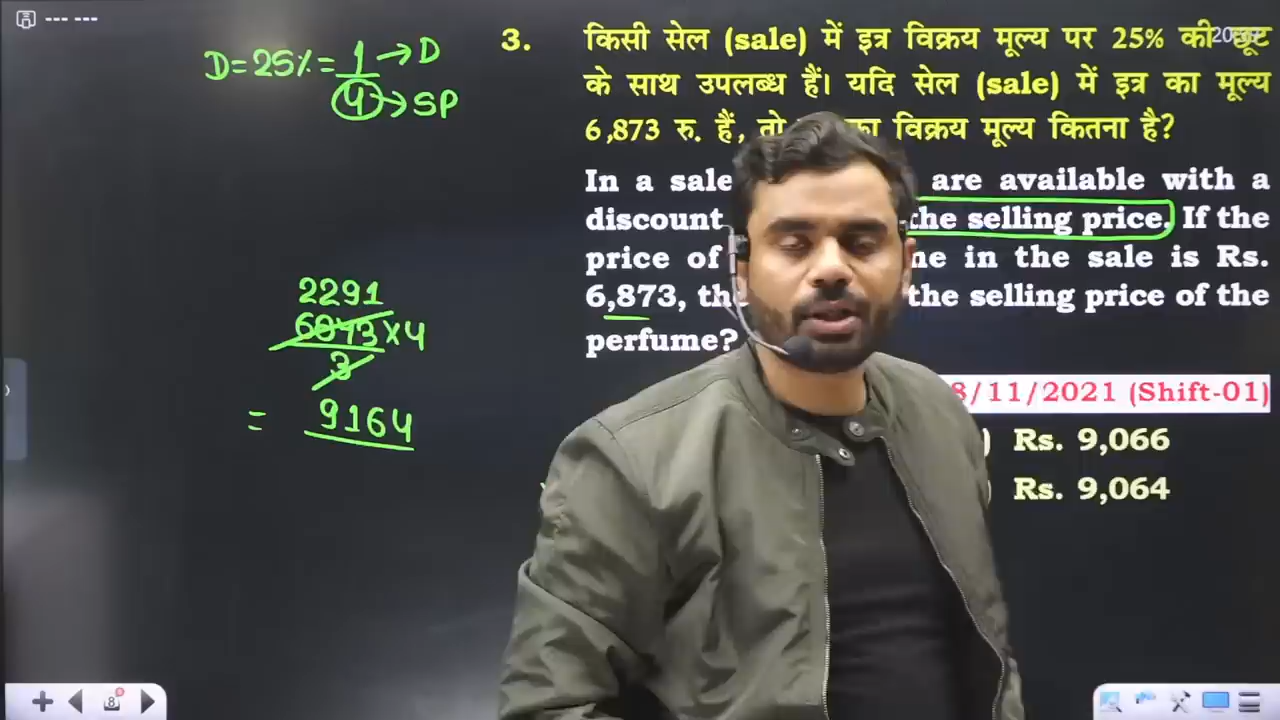 D=25%=1/4 →D
→SP
3. किसी सेल (sale) में इत्र विक्रय मूल्य पर 25% की छूट
के साथ उपलब्ध हैं। यदि सेल (sale) में इत्र का मूल्य
6,873 रु. हैं, तो का विक्रय मूल्य कितना है?
In a sale are available with a
discount the selling price. If the
price of in the sale is Rs.
6,873, the selling price of the
perfume?
8/11/2021 (Shift-01)
Rs. 9,066
Rs. 9,064
2291
×4
3
= 9164
8